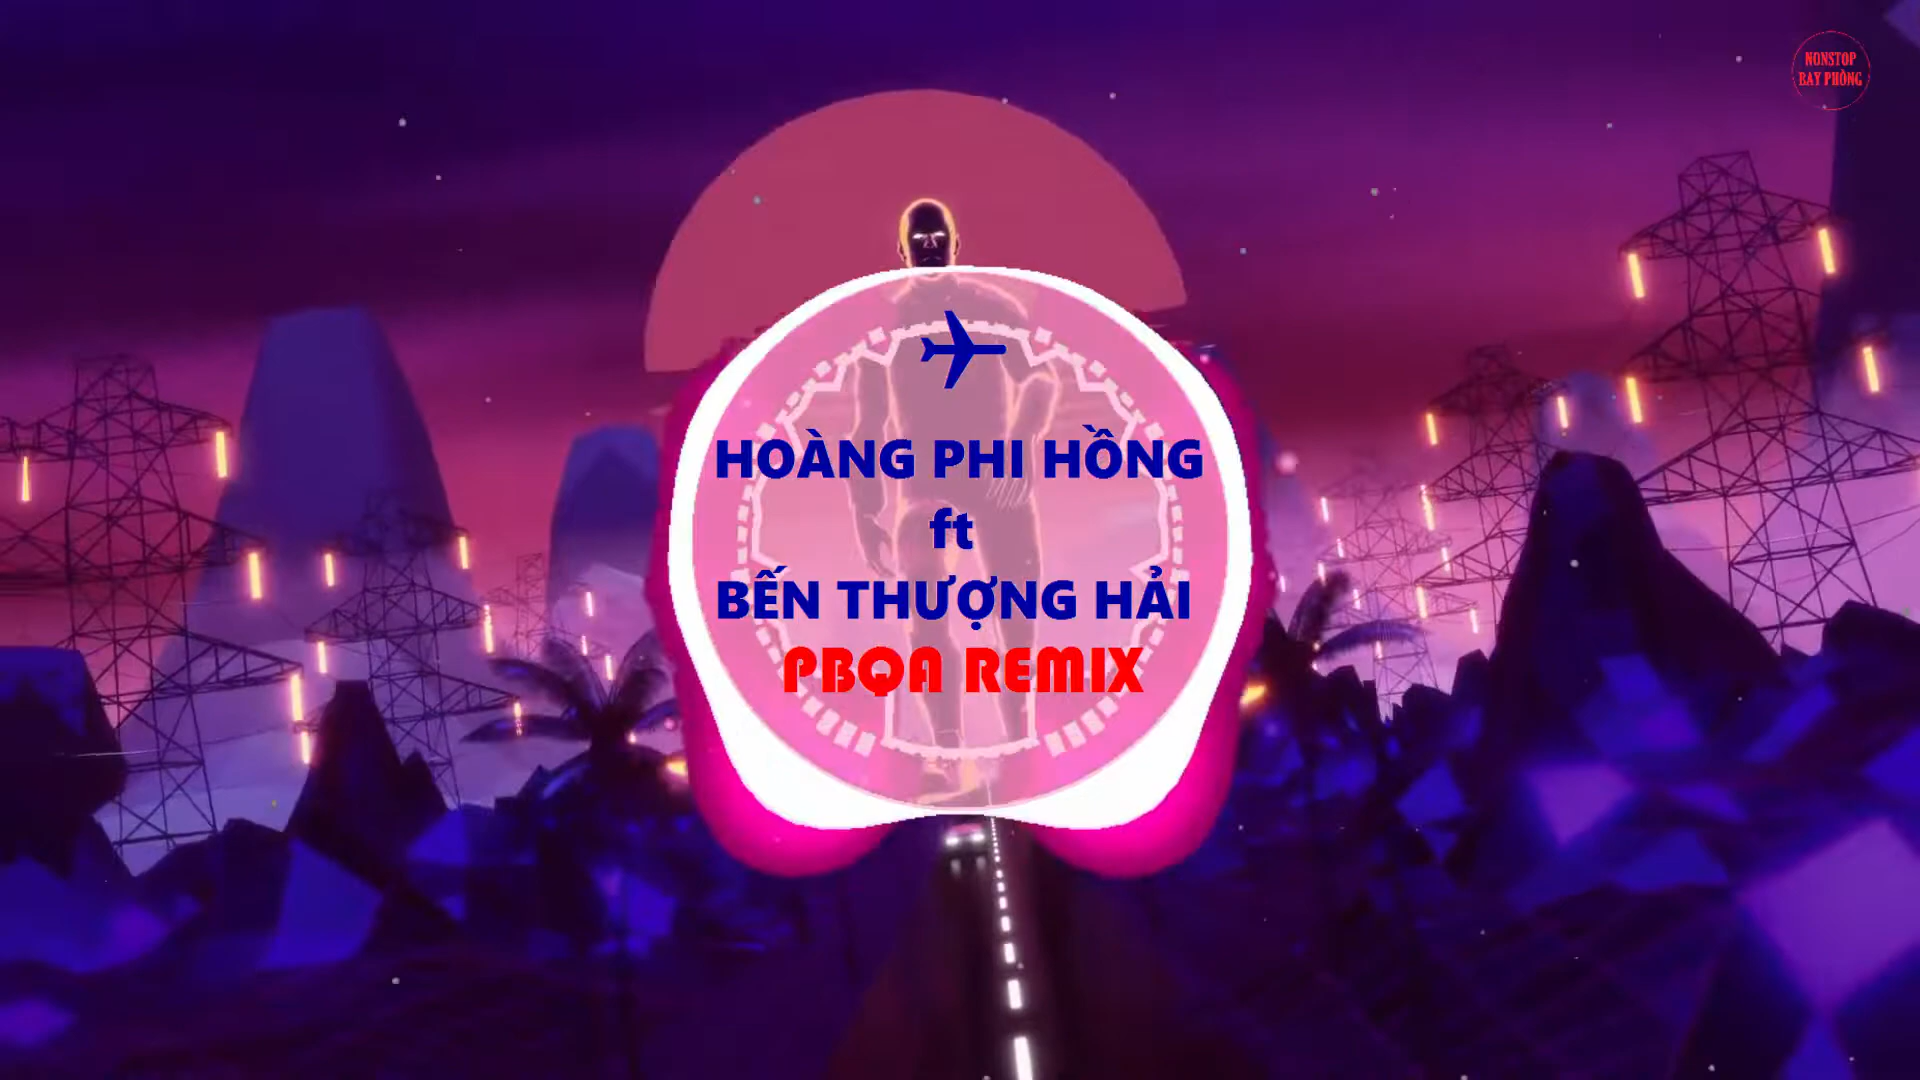 NONSTOP
BAY PHÒNG
HOÀNG PHI HỒNG
ft
BẾN THƯỢNG HẢI
PBQA REMIX